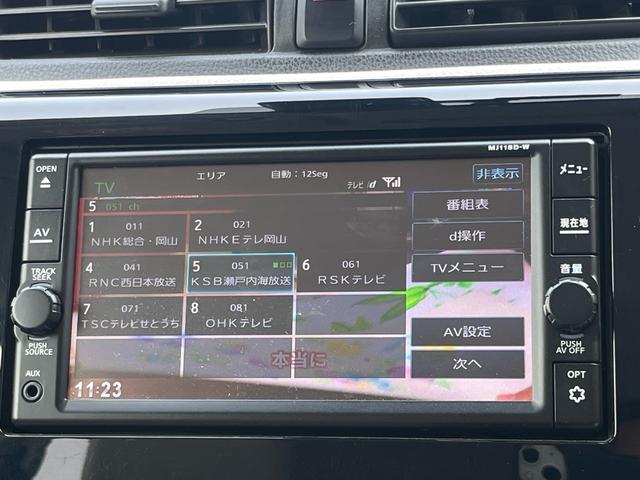 MJ118D-W
OPEN
AV
TRACK
SEEK
PUSH
SOURCE
AUX
TV
エリア
自動：12Seg
テレビ/d
非表示
5 051 ch
1 011
NHK総合・岡山
2 021
NHKEテレ岡山
4 041
RNC西日本放送
5 051
KSB瀬戸内海放送
6 061
RSKテレビ
7 071
TSCテレビせとうち
8 081
OHKテレビ
本当に
11:23
番組表
d操作
TVメニュー
AV設定
次へ
メニュー
現在地
音量
PUSH
AV OFF
OPT